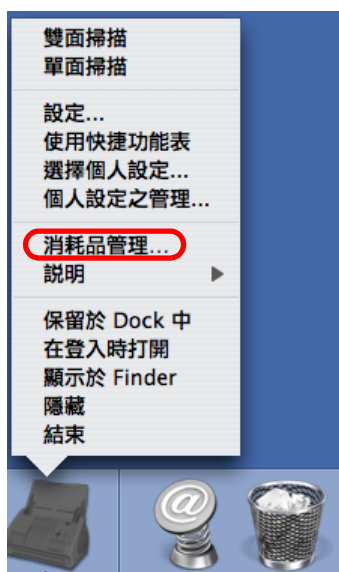 雙面掃描
單面掃描
設定...
使用快捷功能表
選擇個人設定...
個人設定之管理...
消耗品管理...
説明
保留於 Dock 中
在登入時打開
顯示於 Finder
隱藏
結束
@